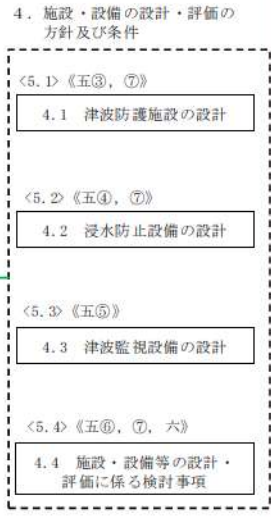 ４．施設・設備の設計・評価の
方針及び条件
<5.1>《五③，⑦》
4.1　津波防護施設の設計
<5.2>《五④，⑦》
4.2　浸水防止設備の設計
<5.3>《五⑤》
4.3　津波監視設備の設計
<5.4>《五⑥，⑦，六》
4.4　施設・設備等の設計・
評価に係る検討事項